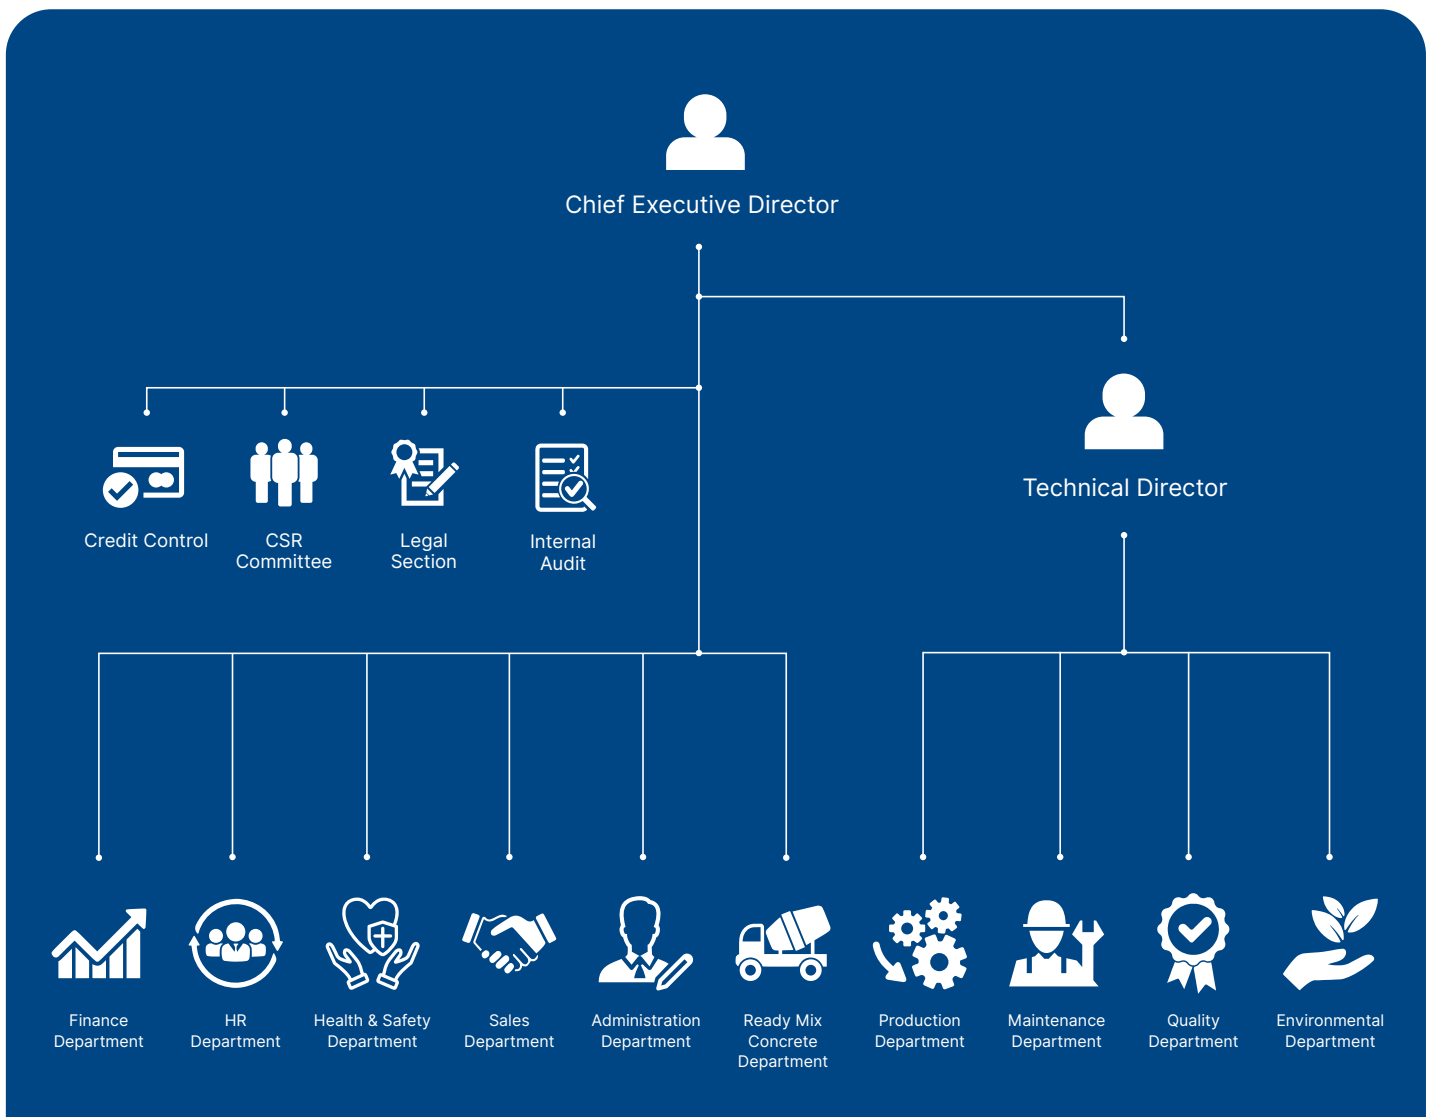 Chief Executive Director
Technical Director
Credit Control
CSR
Committee
Legal
Section
Internal
Audit
Finance
Department
HR
Department
Health & Safety
Department
Sales
Department
Administration
Department
Ready Mix
Concrete
Department
Production
Department
Maintenance
Department
Quality
Department
Environmental
Department